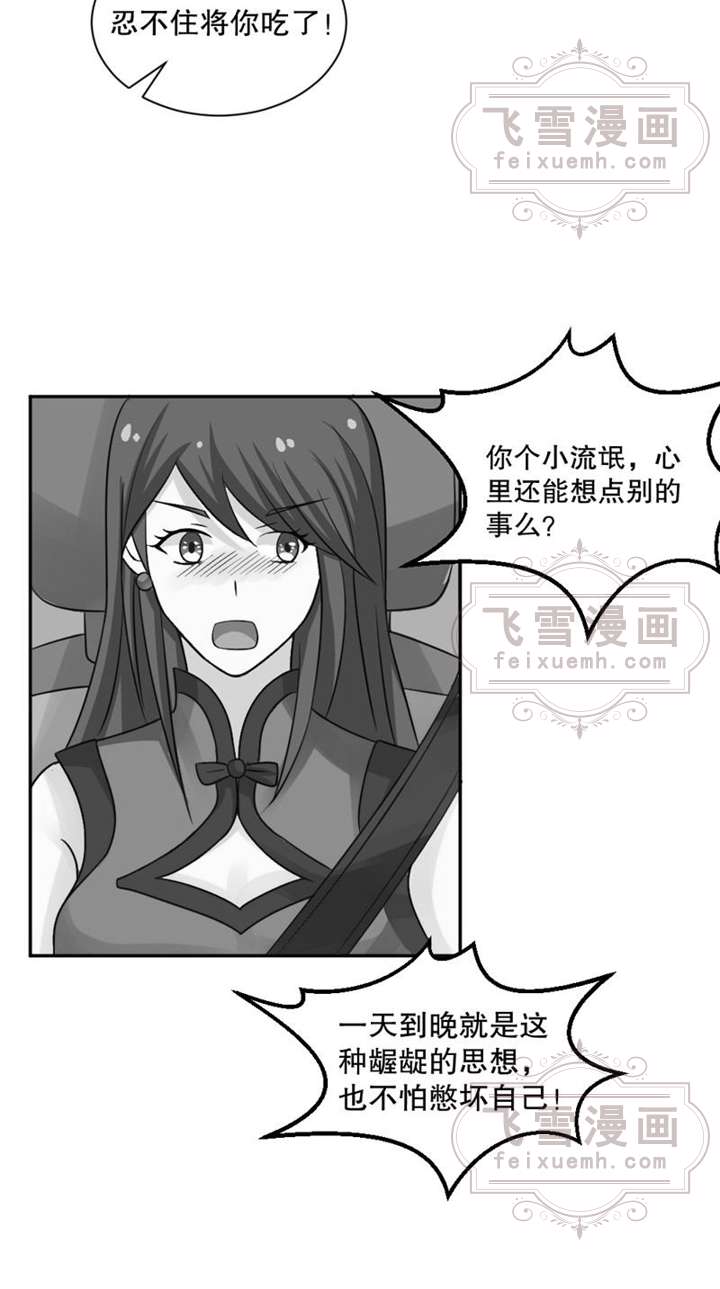 忍不住将你吃了！
飞雪漫画
feixuemh.com
你个小流氓，心
里还能想点别的
事么？
飞雪漫画
feixuemh.com
一天到晚就是这
种龌龊的思想，
也不怕憋坏自己！
飞雪漫画
feixuemh.com